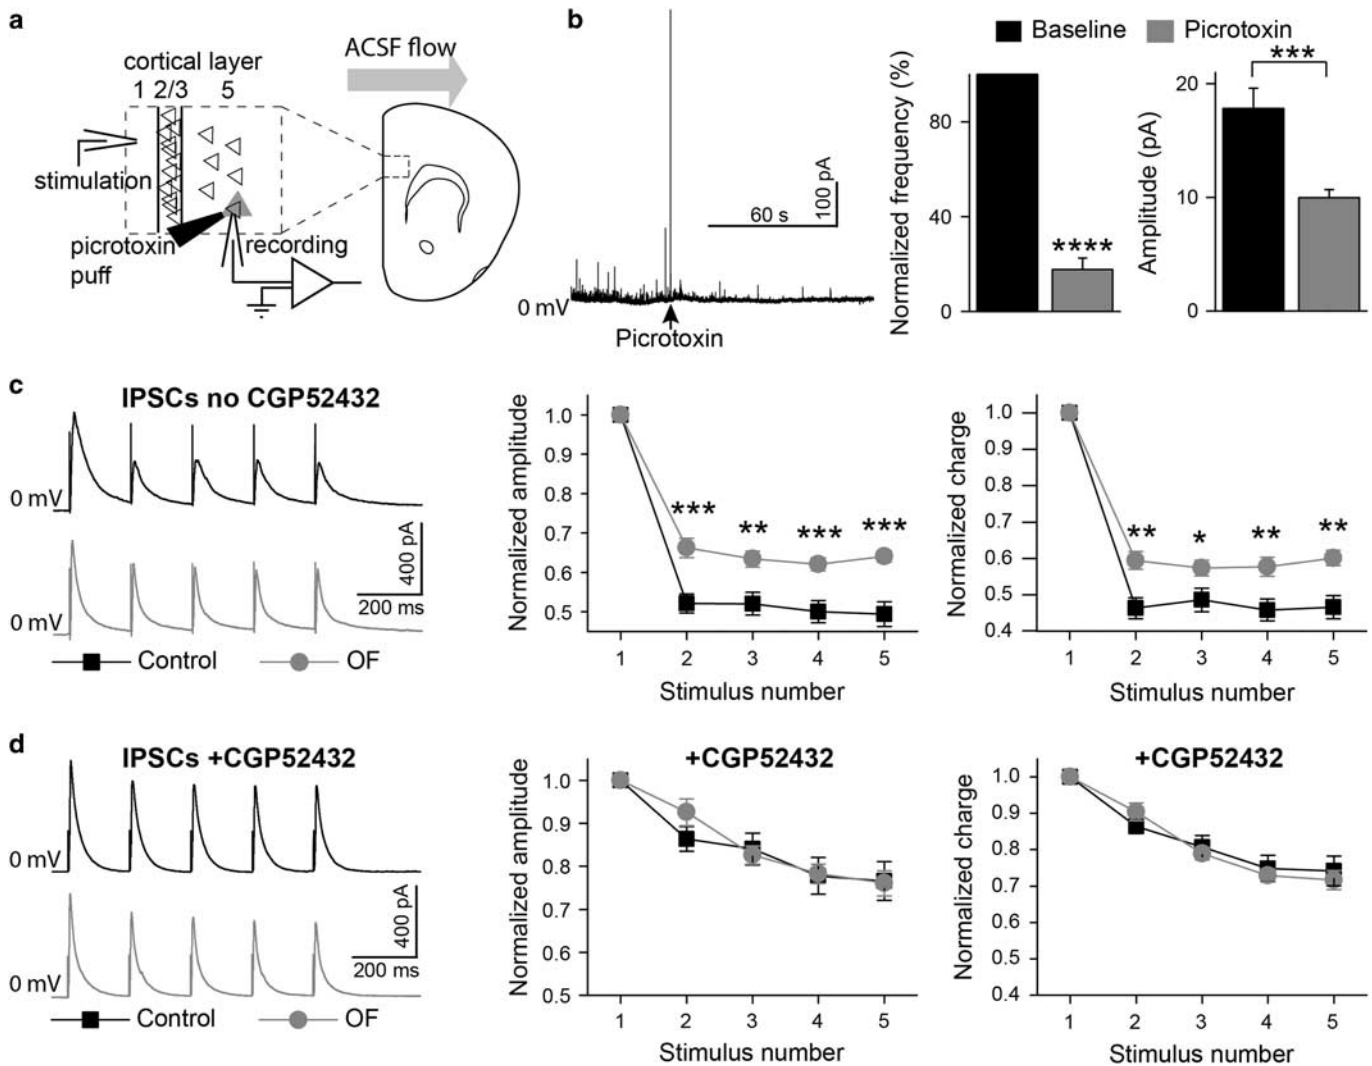 a
ACSF flow
cortical layer
1 2/3 5
stimulation
picrotoxin
puff
recording
b
100 pA
60 s
0 mV
Picrotoxin
Baseline
Picrotoxin
Normalized frequency (%)
80
40
0
****
***
Amplitude (pA)
20
10
0
c
IPSCs no CGP52432
0 mV
400 pA
0 mV
200 ms
Control
OF
Normalized amplitude
1.0
0.9
0.8
0.7
0.6
0.5
*** ** *** ***
1 2 3 4 5
Stimulus number
Normalized charge
1.0
0.9
0.8
0.7
0.6
0.5
0.4
** * ** **
1 2 3 4 5
Stimulus number
d
IPSCs +CGP52432
0 mV
400 pA
0 mV
200 ms
Control
OF
+CGP52432
Normalized amplitude
1.0
0.9
0.8
0.7
0.6
0.5
1 2 3 4 5
Stimulus number
+CGP52432
Normalized charge
1.0
0.9
0.8
0.7
0.6
0.5
0.4
1 2 3 4 5
Stimulus number